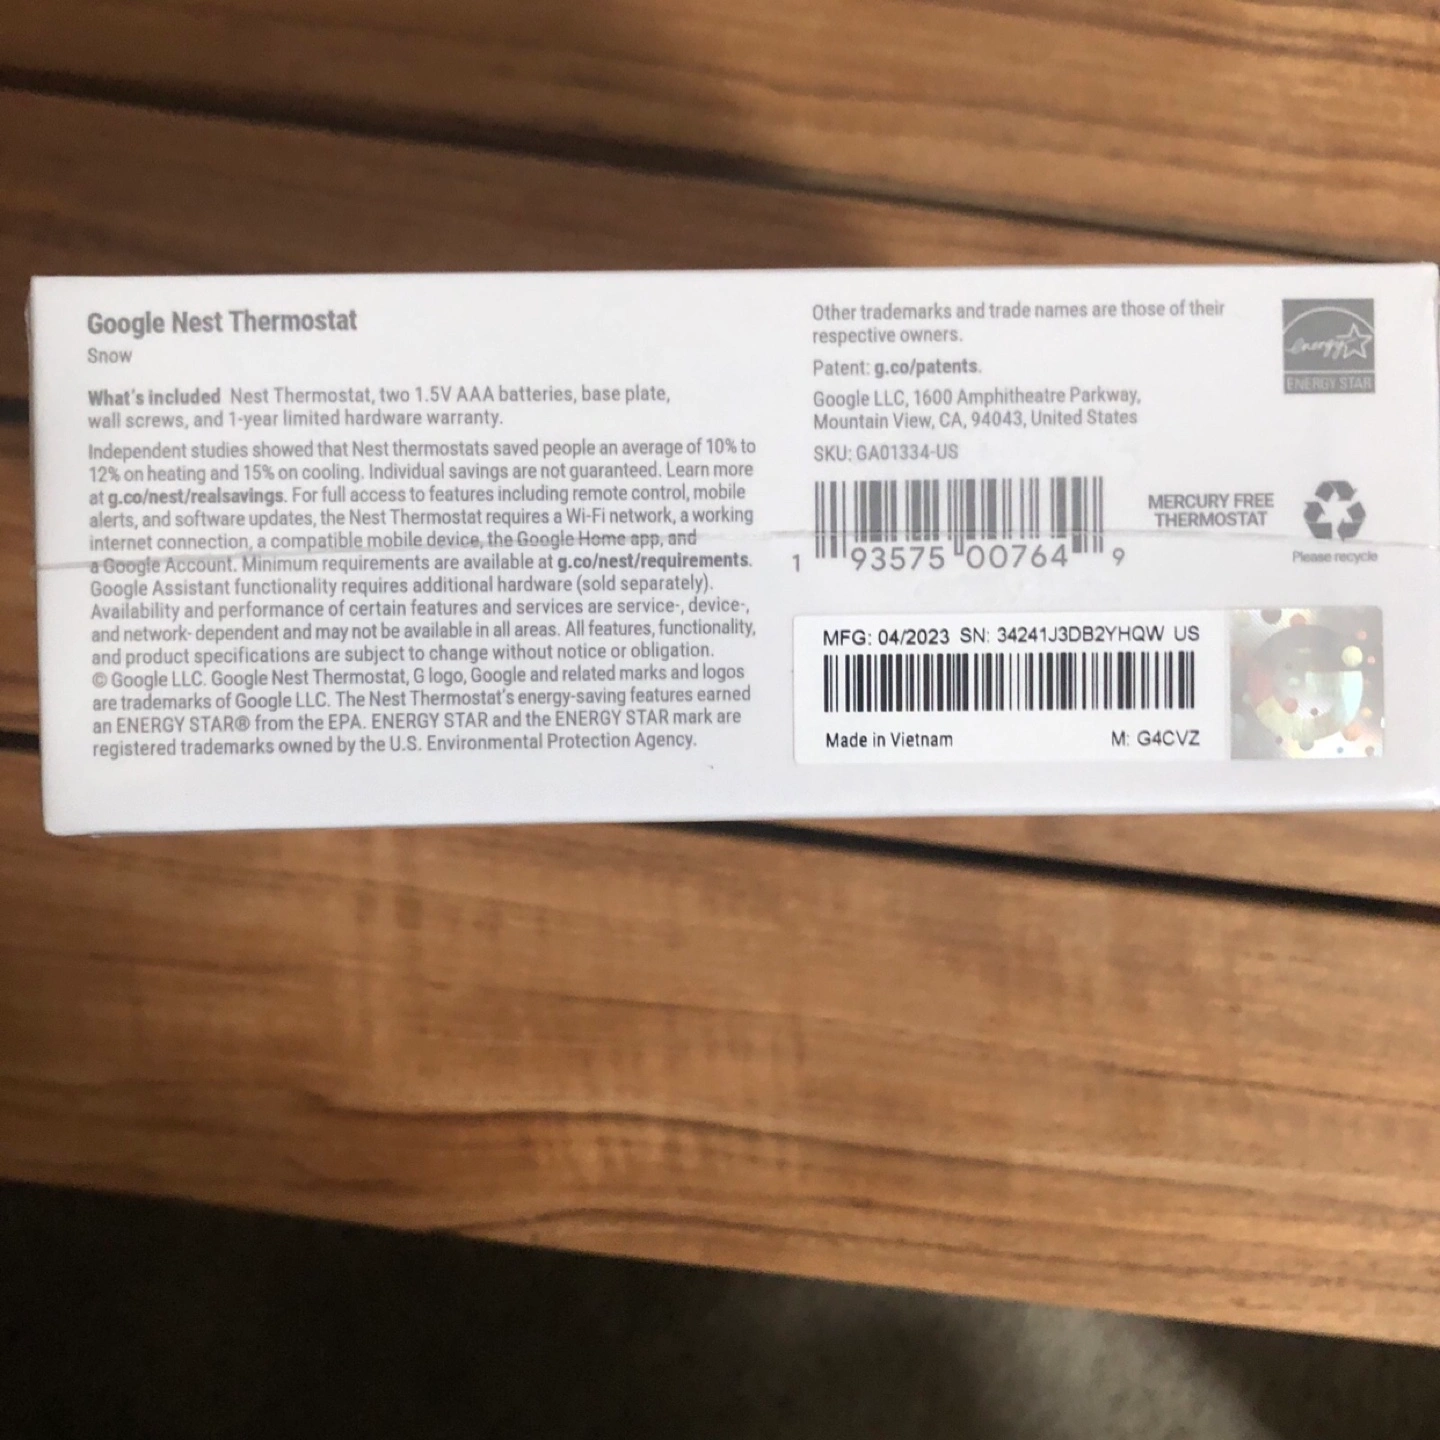 Google Nest Thermostat
Snow
What's included Nest Thermostat, two 1.5V AAA batteries, base plate,
wall screws, and 1-year limited hardware warranty.
Independent studies showed that Nest thermostats saved people an average of 10% to
12% on heating and 15% on cooling. Individual savings are not guaranteed. Learn more
at g.co/nest/realsavings. For full access to features including remote control, mobile
alerts, and software updates, the Nest Thermostat requires a Wi-Fi network, a working
internet connection, a compatible mobile device, the Google Home app, and
a Google Account. Minimum requirements are available at g.co/nest/requirements.
Google Assistant functionality requires additional hardware (sold separately).
Availability and performance of certain features and services are service-, device-,
and network- dependent and may not be available in all areas. All features, functionality,
and product specifications are subject to change without notice or obligation.
© Google LLC. Google Nest Thermostat, G logo, Google and related marks and logos
are trademarks of Google LLC. The Nest Thermostat's energy-saving features earned
an ENERGY STAR® from the EPA. ENERGY STAR and the ENERGY STAR mark are
registered trademarks owned by the U.S. Environmental Protection Agency.
Other trademarks and trade names are those of their
respective owners.
Patent: g.co/patents.
Google LLC, 1600 Amphitheatre Parkway,
Mountain View, CA, 94043, United States
SKU: GA01334-US
1 93575 00764 9
energy
ENERGY STAR
MERCURY FREE
THERMOSTAT
Please recycle
MFG: 04/2023 SN: 34241J3DB2YHQW US
Made in Vietnam M: G4CVZ